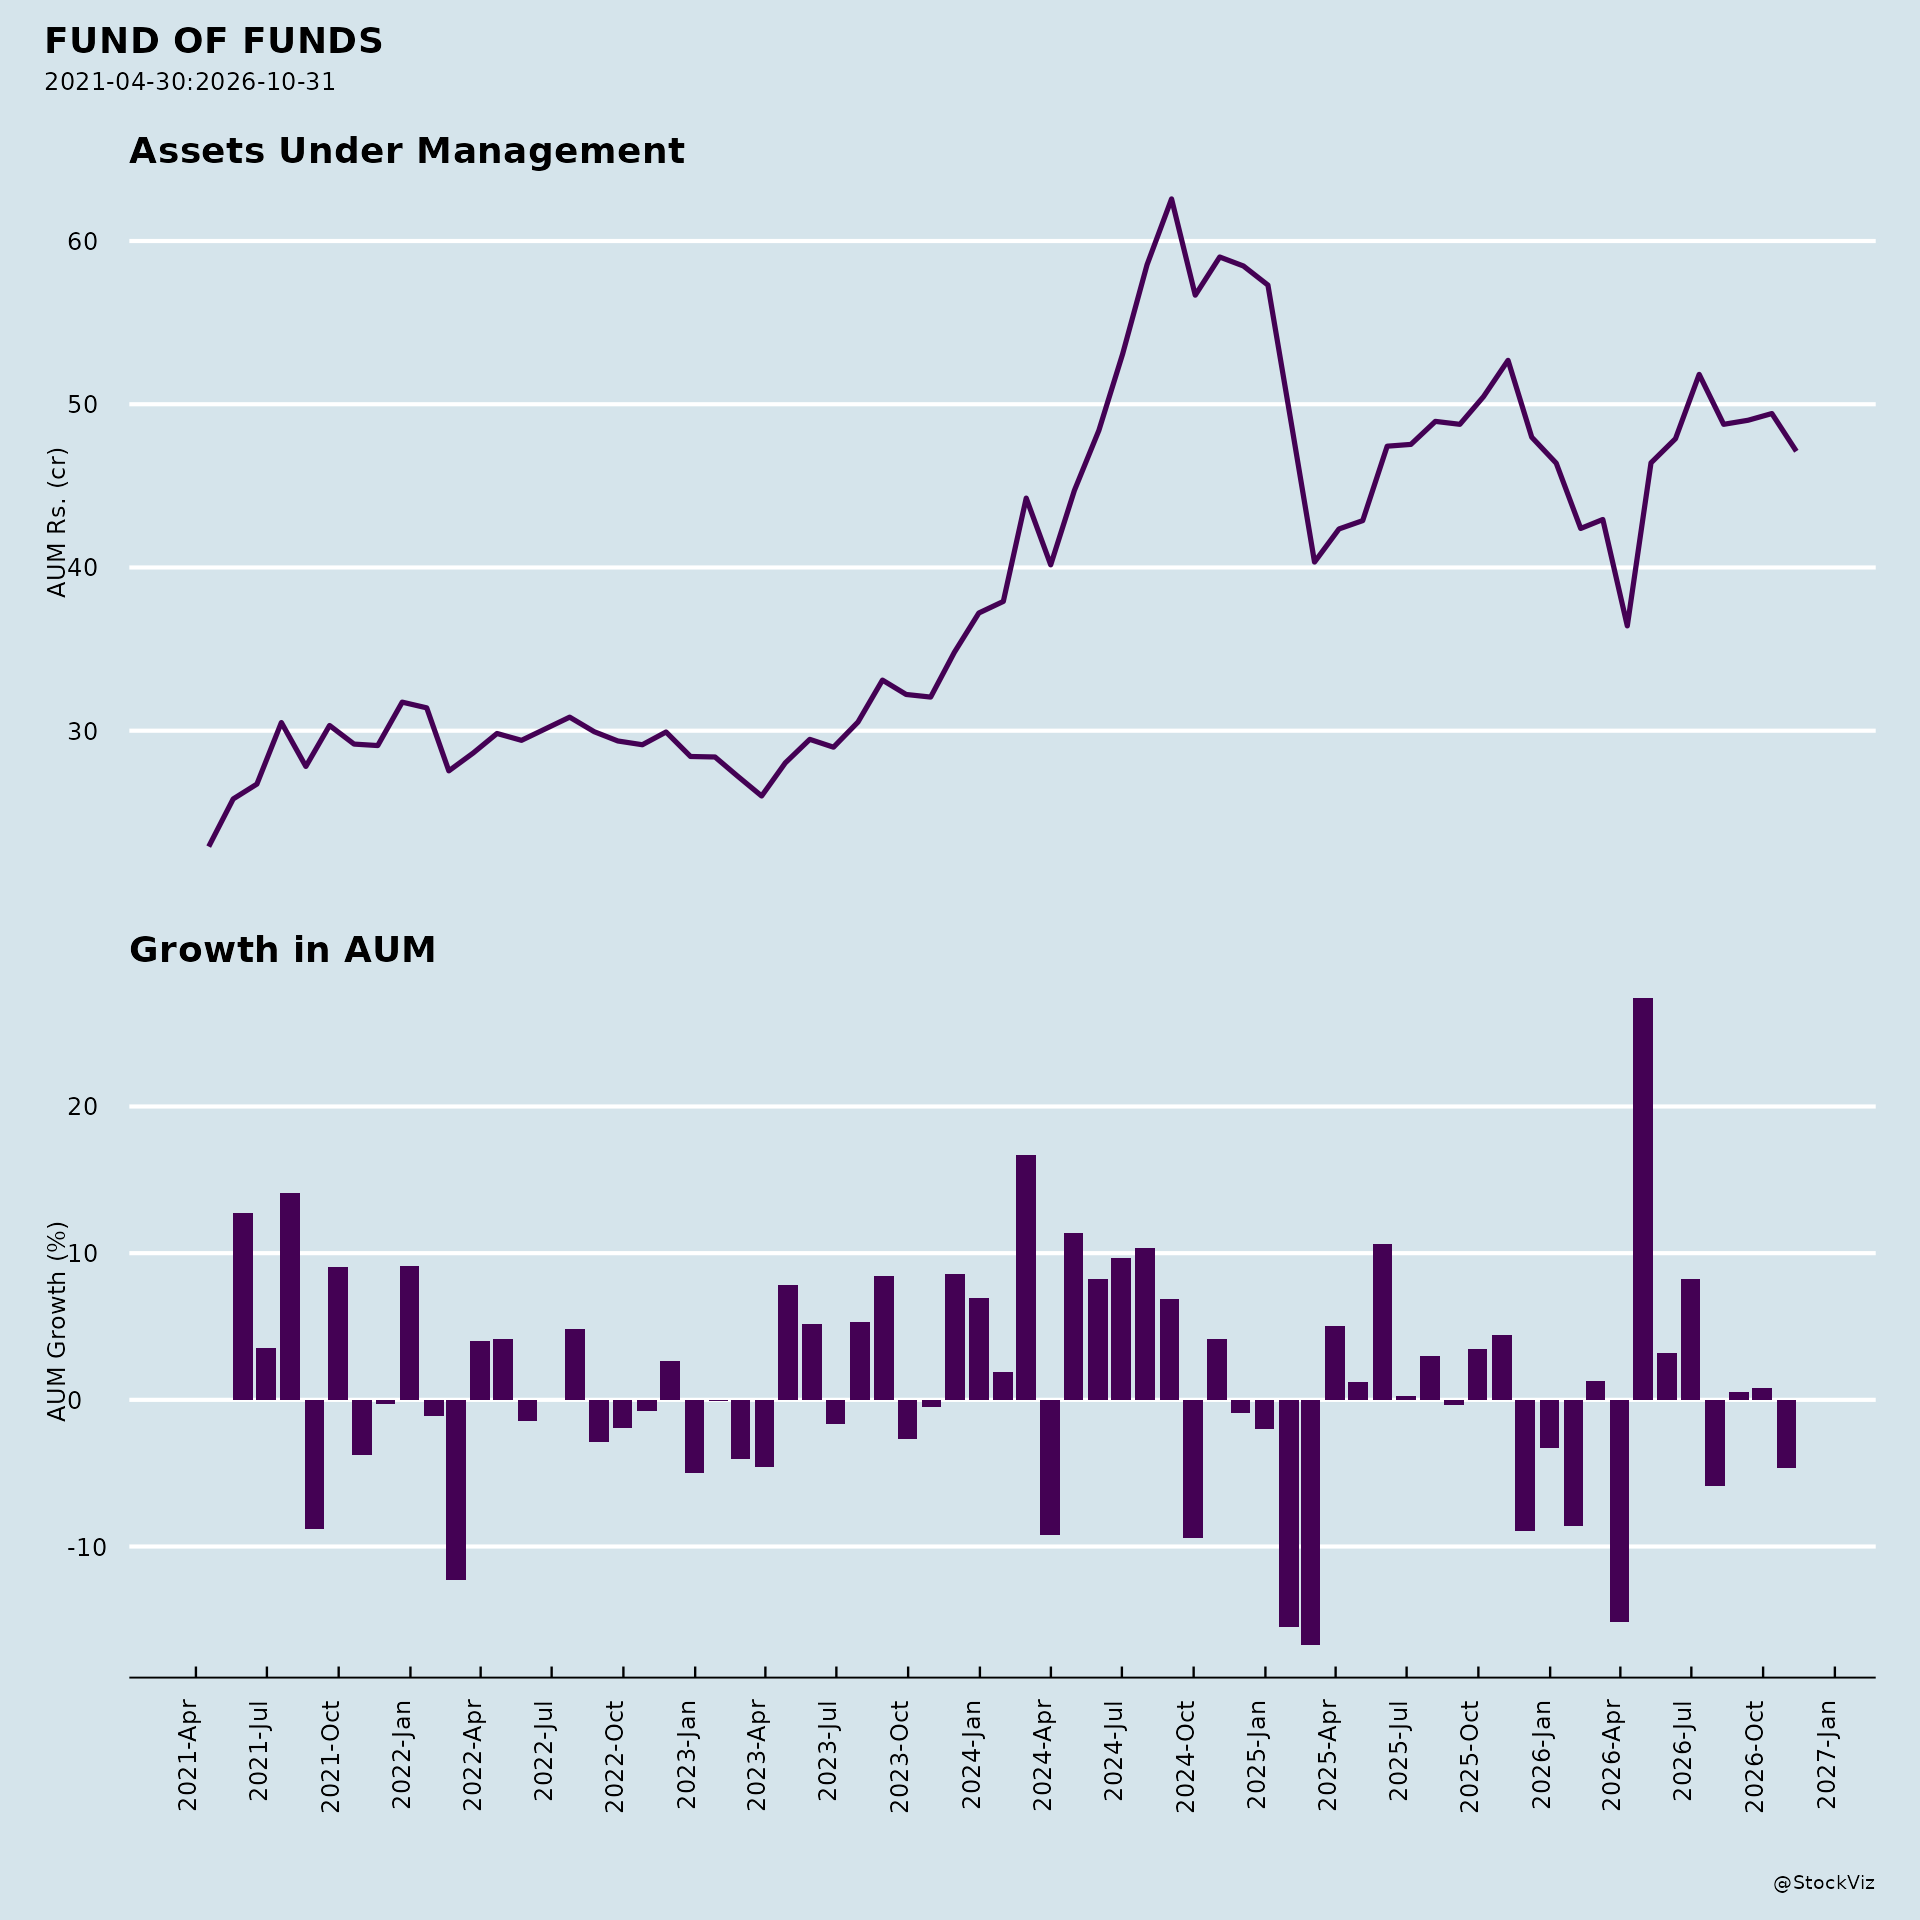 FUND OF FUNDS
2021-04-30:2026-10-31
Assets Under Management
60
50
40
30
AUM Rs. (cr)
Growth in AUM
20
10
0
-10
AUM Growth (%)
2021-Apr
2021-Jul
2021-Oct
2022-Jan
2022-Apr
2022-Jul
2022-Oct
2023-Jan
2023-Apr
2023-Jul
2023-Oct
2024-Jan
2024-Apr
2024-Jul
2024-Oct
2025-Jan
2025-Apr
2025-Jul
2025-Oct
2026-Jan
2026-Apr
2026-Jul
2026-Oct
2027-Jan
@StockViz